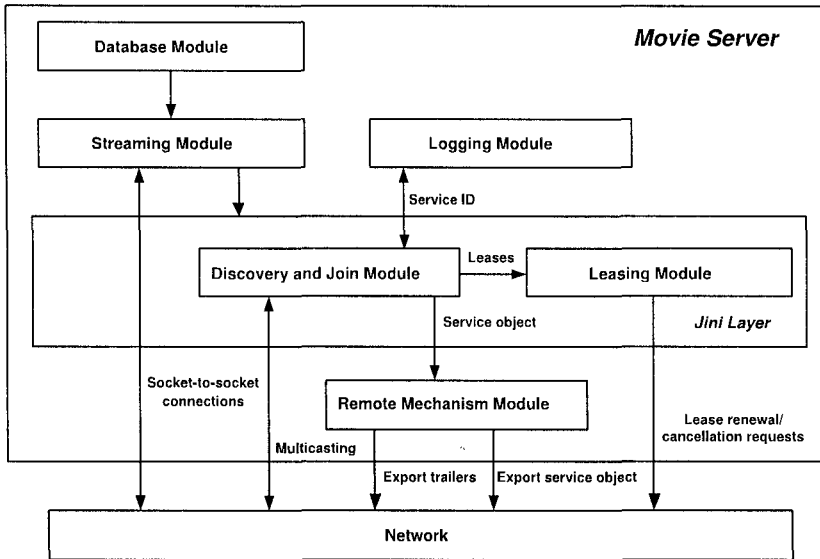 Database Module
Movie Server
Streaming Module
Logging Module
Service ID
Discovery and Join Module
Leases
Leasing Module
Service object
Jini Layer
Socket-to-socket
connections
Remote Mechanism Module
Lease renewal/
cancellation requests
Multicasting
Export trailers
Export service object
Network